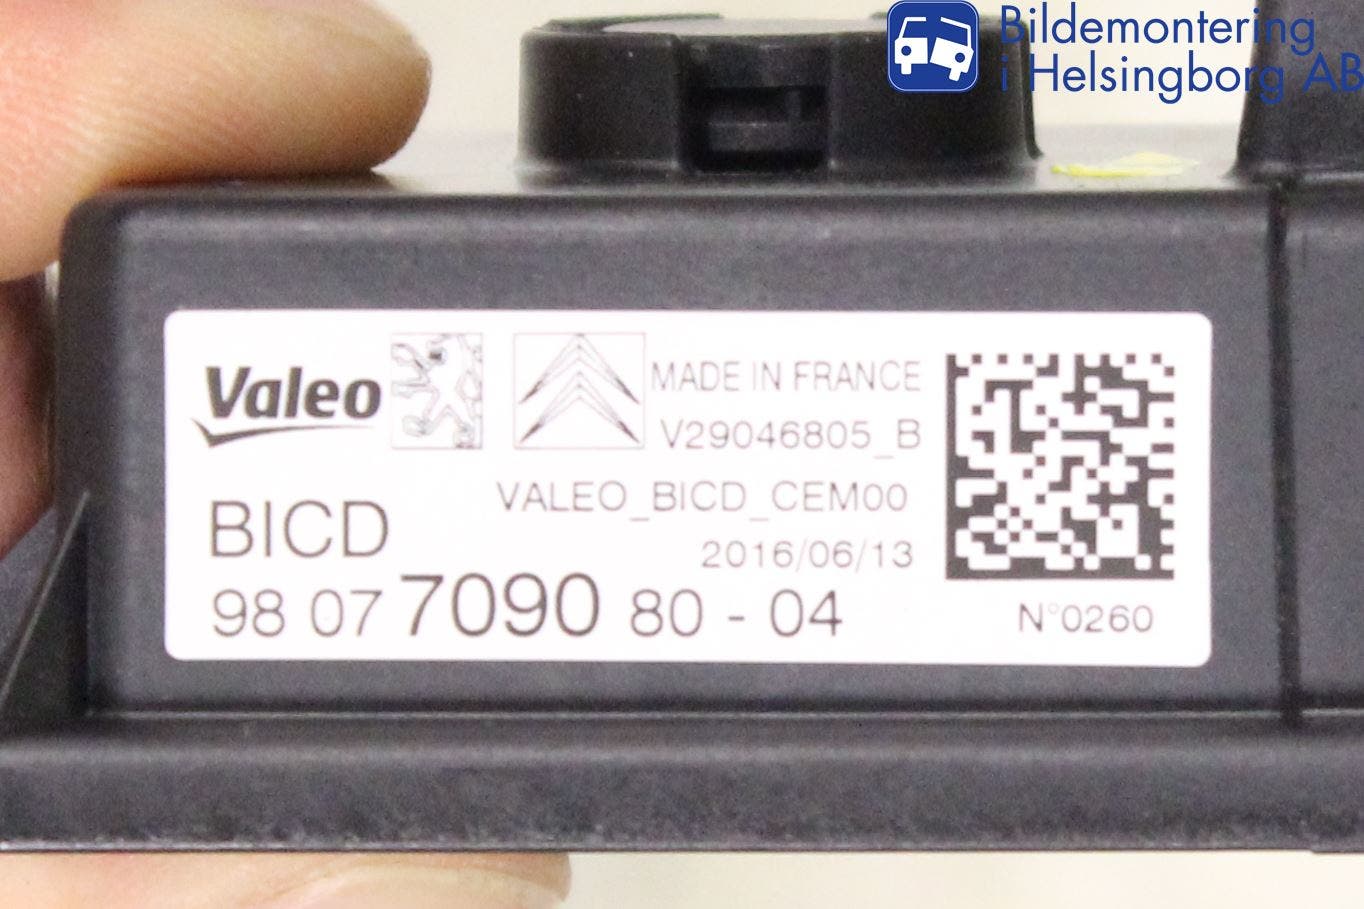 Bildemontering
i Helsingborg AB
Valeo
MADE IN FRANCE
V29046805_B
VALEO_BICD_CEM00
BICD
2016/06/13
98 07 7090 80 - 04
N°0260